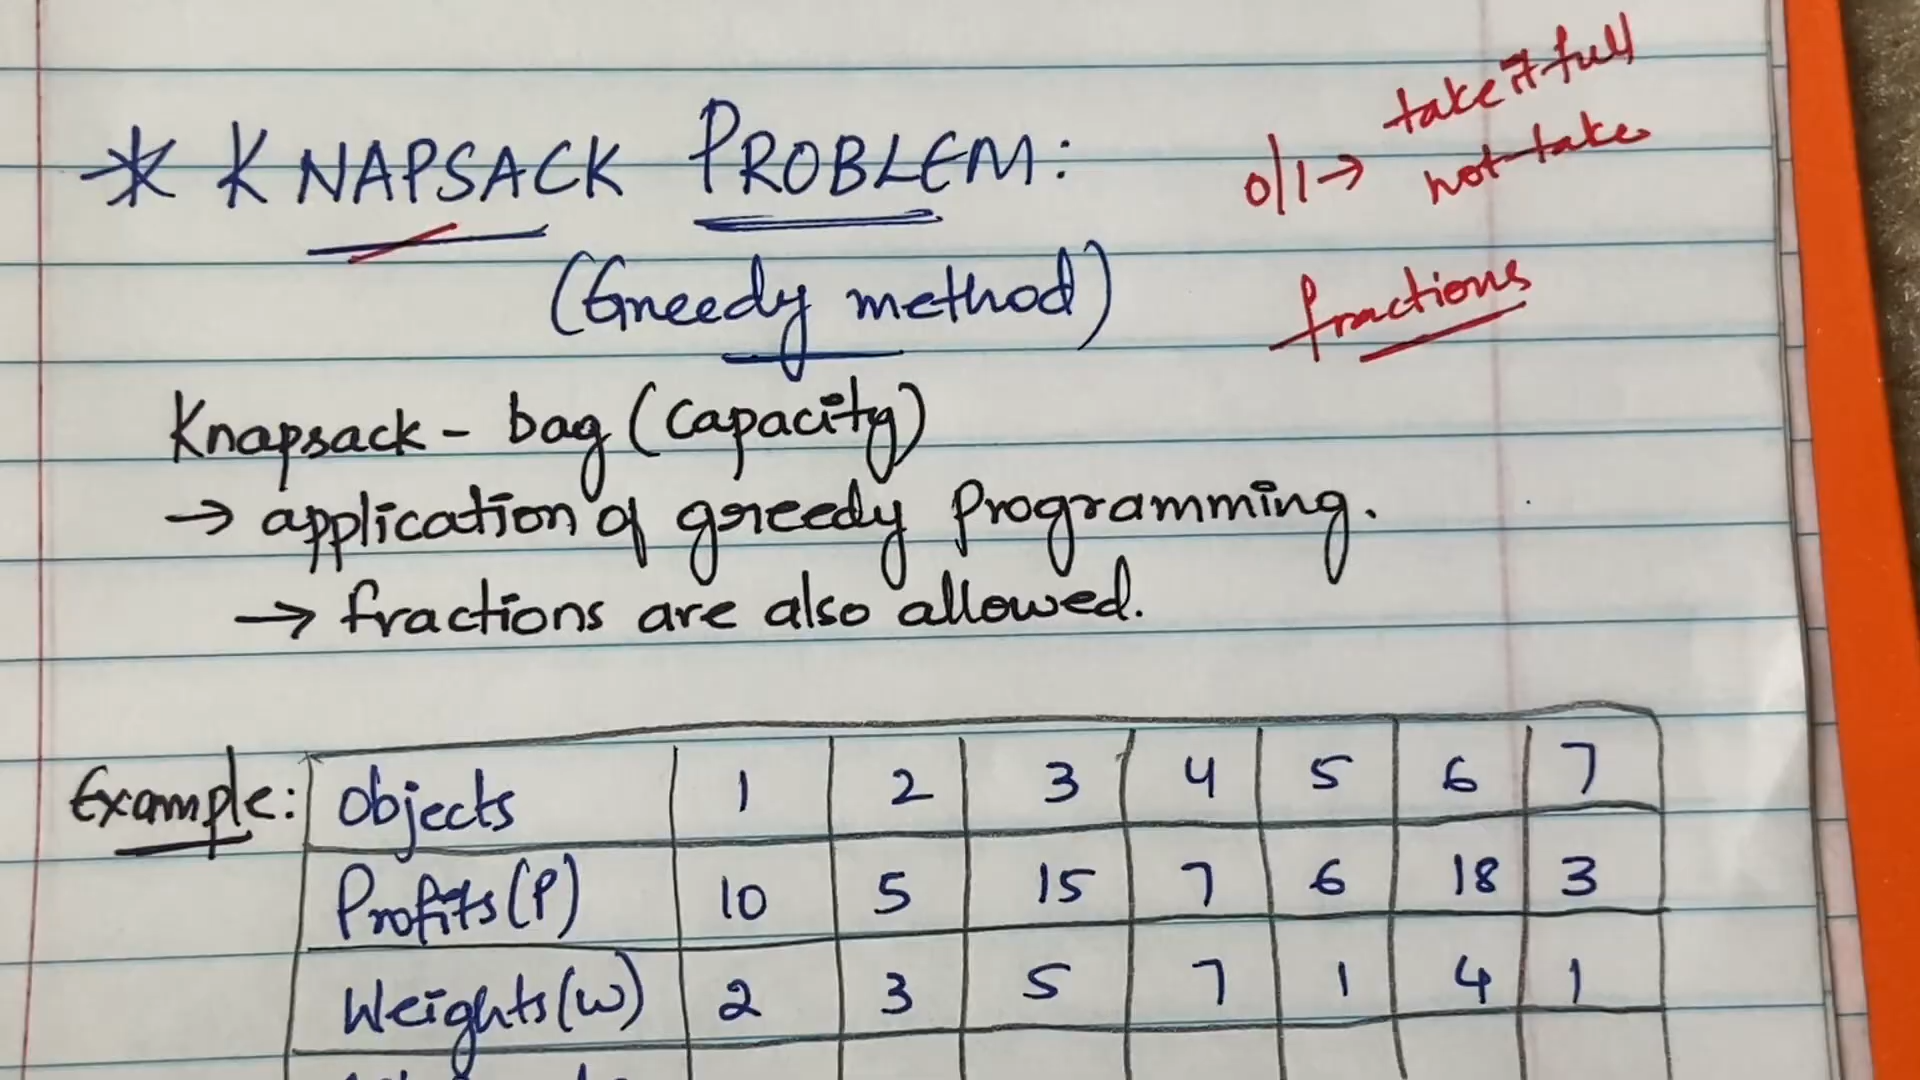 * KNAPSACK PROBLEM:
(Greedy method)
0/1 → take it full
not take
fractions
Knapsack - bag (capacity)
→ application of greedy programming.
→ fractions are also allowed.
Example:
Objects 1 2 3 4 5 6 7
Profits(P) 10 5 15 7 6 18 3
Weights(w) 2 3 5 7 1 4 1